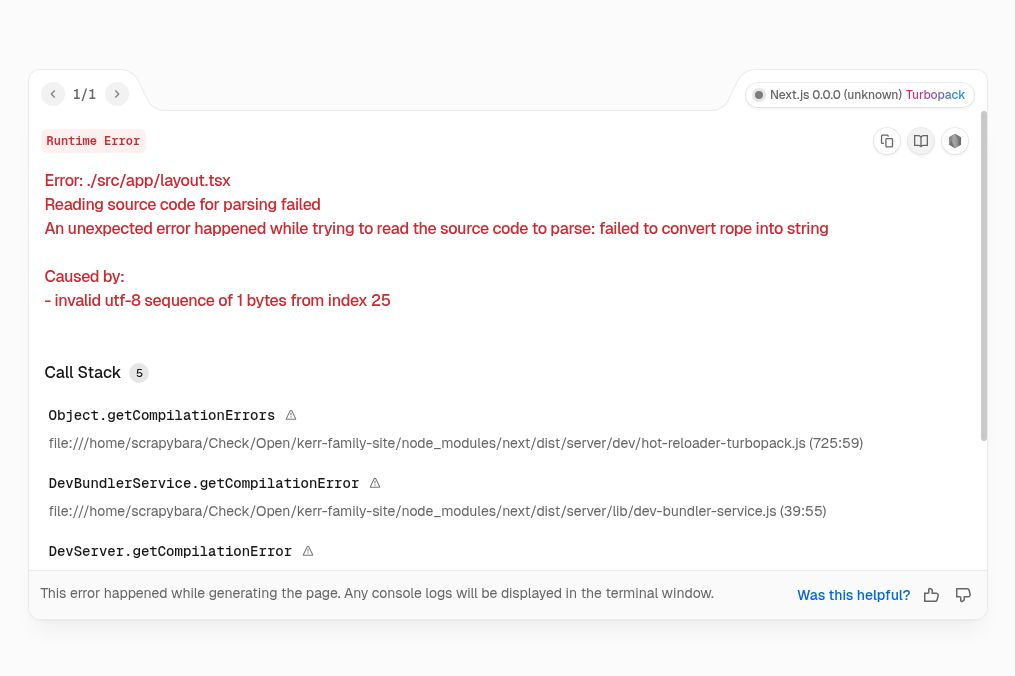 1/1
Next.js 0.0.0 (unknown) Turbopack
Runtime Error
Error: ./src/app/layout.tsx
Reading source code for parsing failed
An unexpected error happened while trying to read the source code to parse: failed to convert rope into string
Caused by:
- invalid utf-8 sequence of 1 bytes from index 25
Call Stack 5
Object.getCompilationErrors
file:///home/scrapybara/Check/Open/kerr-family-site/node_modules/next/dist/server/dev/hot-reloader-turbopack.js (725:59)
DevBundlerService.getCompilationError
file:///home/scrapybara/Check/Open/kerr-family-site/node_modules/next/dist/server/lib/dev-bundler-service.js (39:55)
DevServer.getCompilationError
This error happened while generating the page. Any console logs will be displayed in the terminal window.
Was this helpful?